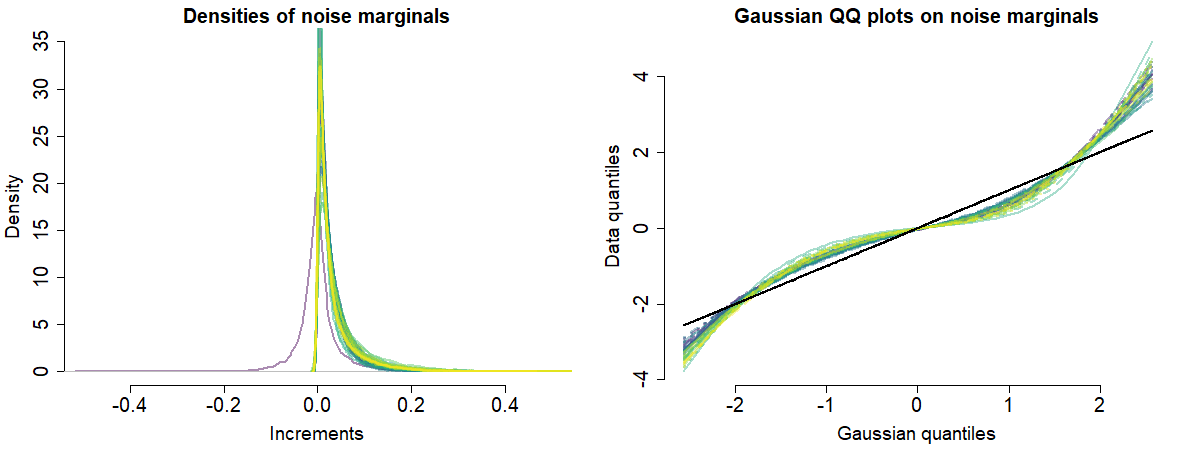 Densities of noise marginals
35
30
25
20
15
10
5
0
Density
-0.4 -0.2 0.0 0.2 0.4
Increments
Gaussian QQ plots on noise marginals
4
2
0
-2
-4
Data quantiles
-2 -1 0 1 2
Gaussian quantiles